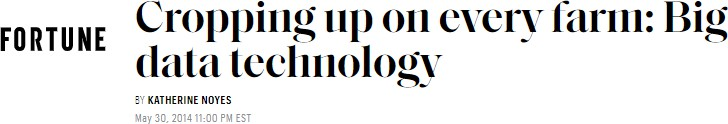 FORTUNE
Cropping up on every farm: Big
data technology
BY KATHERINE NOYES
May 30, 2014 11:00 PM EST